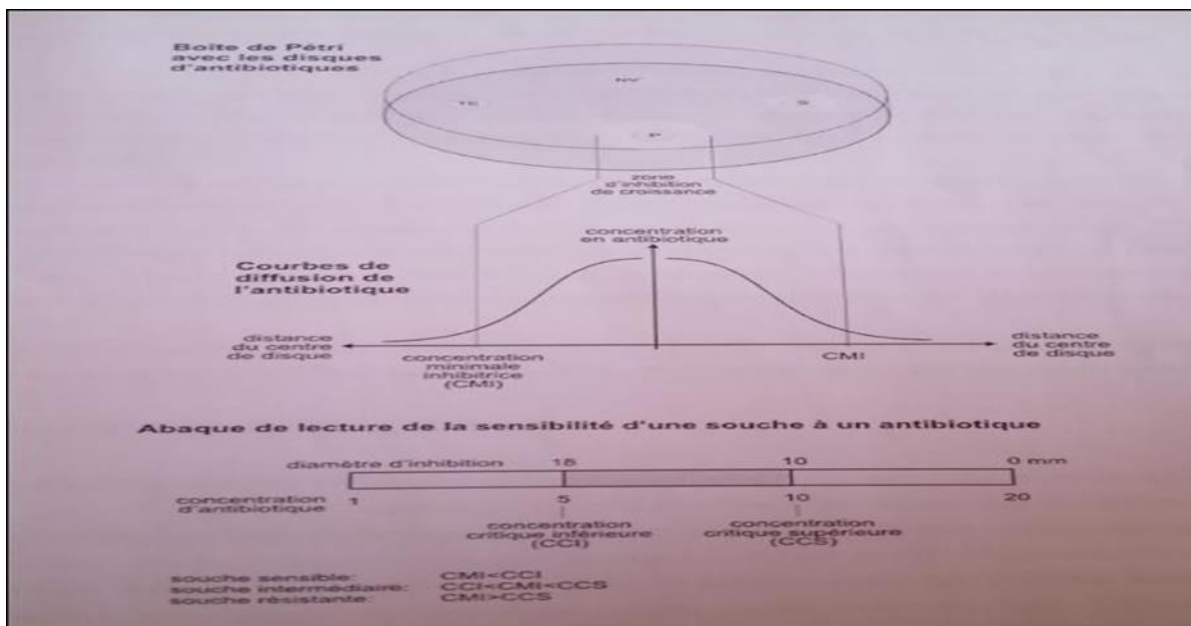 Boîte de Pétri
avec les disques
d'antibiotiques
NV
TE
S
P
zone
d'inhibition
de croissance
concentration
en antibiotique
Courbes de
diffusion de
l'antibiotique
distance
du centre
de disque
concentration
minimale
inhibitrice
(CMI)
CMI
distance
du centre
de disque
Abaque de lecture de la sensibilité d'une souche à un antibiotique
diamètre d'inhibition 18 10 0 mm
concentration
d'antibiotique 1 5 10 20
concentration
critique inférieure
(CCI)
concentration
critique supérieure
(CCS)
souche sensible: CMI<CCI
souche intermédiaire: CCI<CMI<CCS
souche résistante: CMI>CCS